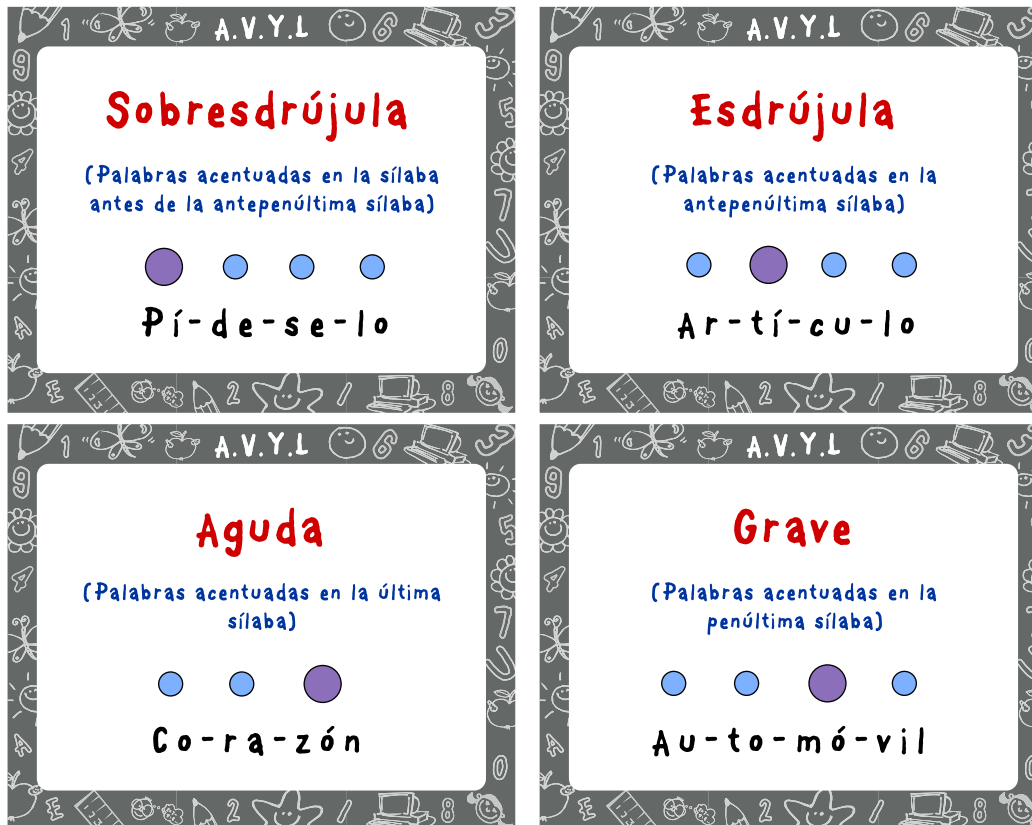 A.V.Y.L
Sobresdrújula
(Palabras acentuadas en la sílaba
antes de la antepenúltima sílaba)
Pí-de-se-lo
A.V.Y.L
Esdrújula
(Palabras acentuadas en la
antepenúltima sílaba)
Ar-tí-cu-lo
A.V.Y.L
Aguda
(Palabras acentuadas en la última
sílaba)
Co-ra-zón
A.V.Y.L
Grave
(Palabras acentuadas en la
penúltima sílaba)
Au-to-mó-vil